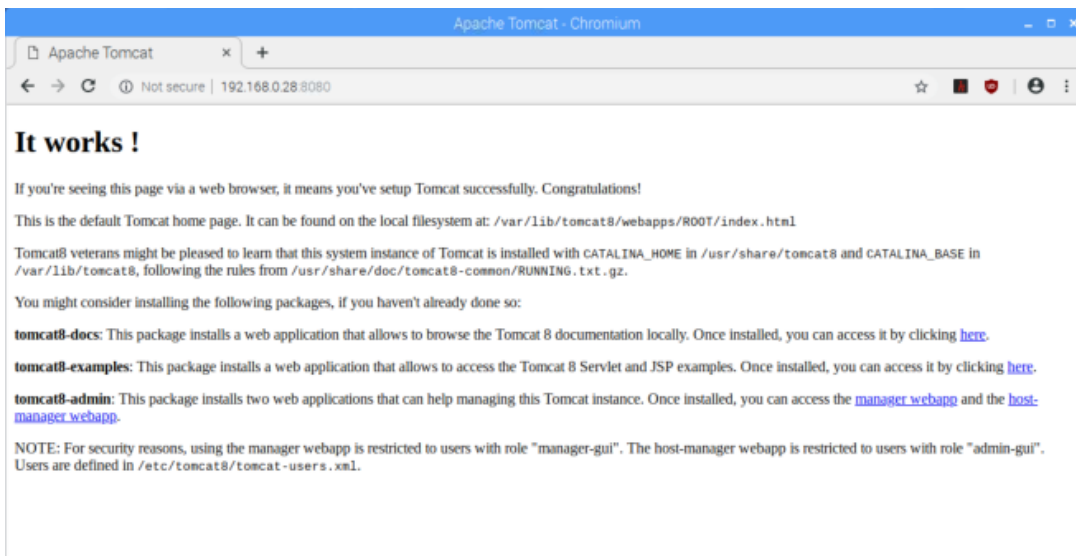 Apache Tomcat - Chromium
Apache Tomcat
Not secure | 192.168.0.28:8080
It works !
If you're seeing this page via a web browser, it means you've setup Tomcat successfully. Congratulations!
This is the default Tomcat home page. It can be found on the local filesystem at: /var/lib/tomcat8/webapps/ROOT/index.html
Tomcat8 veterans might be pleased to learn that this system instance of Tomcat is installed with CATALINA_HOME in /usr/share/tomcat8 and CATALINA_BASE in
/var/lib/tomcat8, following the rules from /usr/share/doc/tomcat8-common/RUNNING.txt.gz.
You might consider installing the following packages, if you haven't already done so:
tomcat8-docs: This package installs a web application that allows to browse the Tomcat 8 documentation locally. Once installed, you can access it by clicking here.
tomcat8-examples: This package installs a web application that allows to access the Tomcat 8 Servlet and JSP examples. Once installed, you can access it by clicking here.
tomcat8-admin: This package installs two web applications that can help managing this Tomcat instance. Once installed, you can access the manager webapp and the host-
manager webapp.
NOTE: For security reasons, using the manager webapp is restricted to users with role "manager-gui". The host-manager webapp is restricted to users with role "admin-gui".
Users are defined in /etc/tomcat8/tomcat-users.xml.